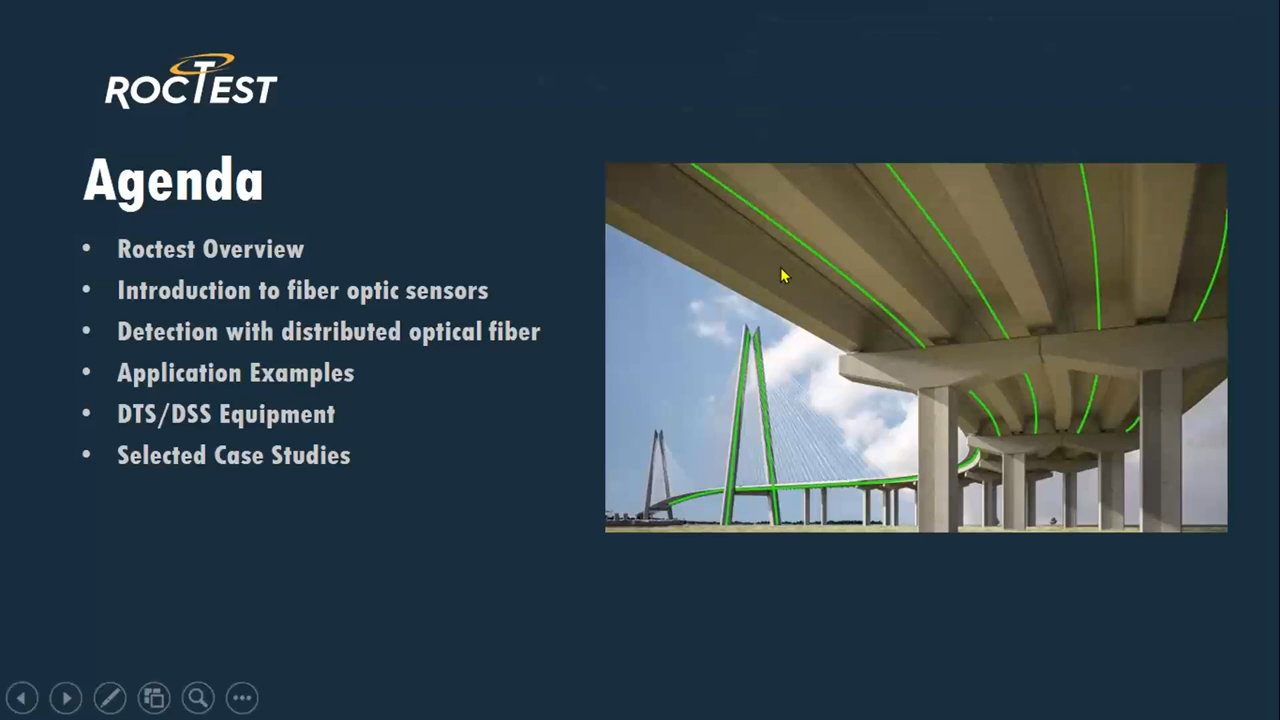 ROCTEST
Agenda
• Roctest Overview
• Introduction to fiber optic sensors
• Detection with distributed optical fiber
• Application Examples
• DTS/DSS Equipment
• Selected Case Studies